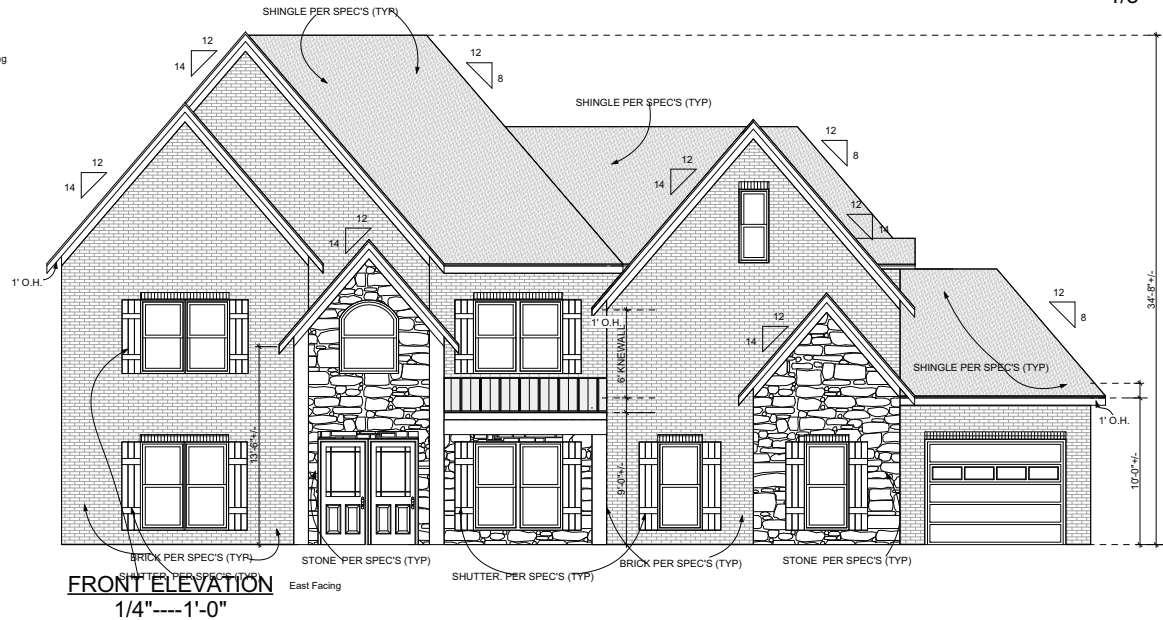 1/8
SHINGLE PER SPEC'S (TYP)
12
14
12
8
ng
SHINGLE PER SPEC'S (TYP)
12
8
12
14
12
14
12
14
12
14
34'-8"+/-
1' O.H.
12
8
1' O.H.
6' KNEWALL
12
14
SHINGLE PER SPEC'S (TYP)
1' O.H.
13'-6"+/-
9'-0"+/-
10'-0"+/-
BRICK PER SPEC'S (TYP)
STONE PER SPEC'S (TYP)
BRICK PER SPEC'S (TYP)
STONE PER SPEC'S (TYP)
SHUTTER. PER SPEC'S (TYP)
SHUTTER. PER SPEC'S (TYP)
FRONT ELEVATION
East Facing
1/4"----1'-0"